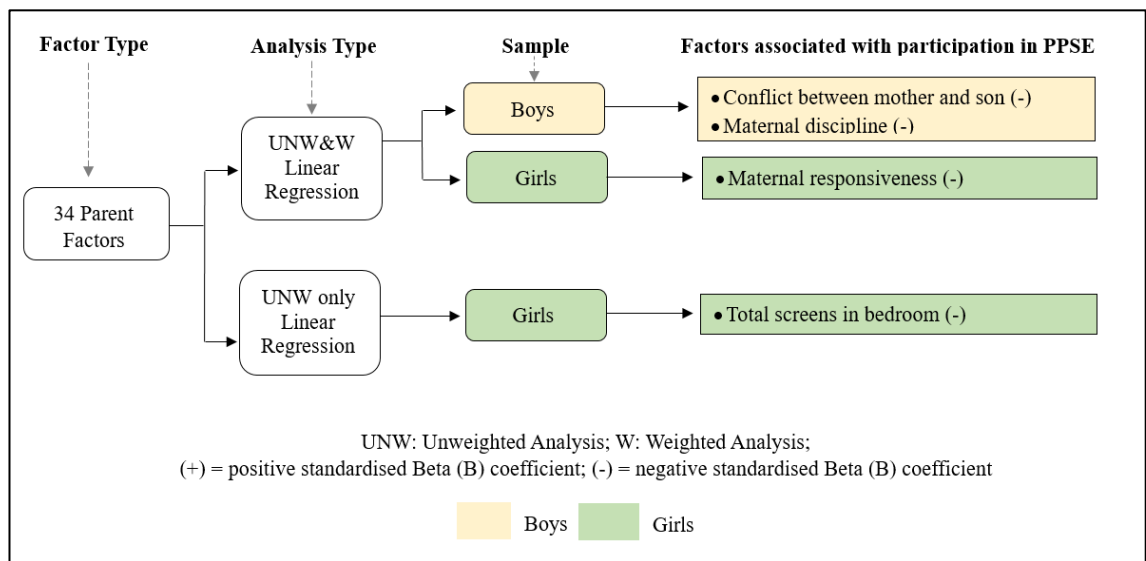 Factor Type
Analysis Type
Sample
Factors associated with participation in PPSE
34 Parent
Factors
UNW&W
Linear
Regression
Boys
• Conflict between mother and son (-)
• Maternal discipline (-)
Girls
• Maternal responsiveness (-)
UNW only
Linear
Regression
Girls
• Total screens in bedroom (-)
UNW: Unweighted Analysis; W: Weighted Analysis;
(+) = positive standardised Beta (B) coefficient; (-) = negative standardised Beta (B) coefficient
Boys
Girls